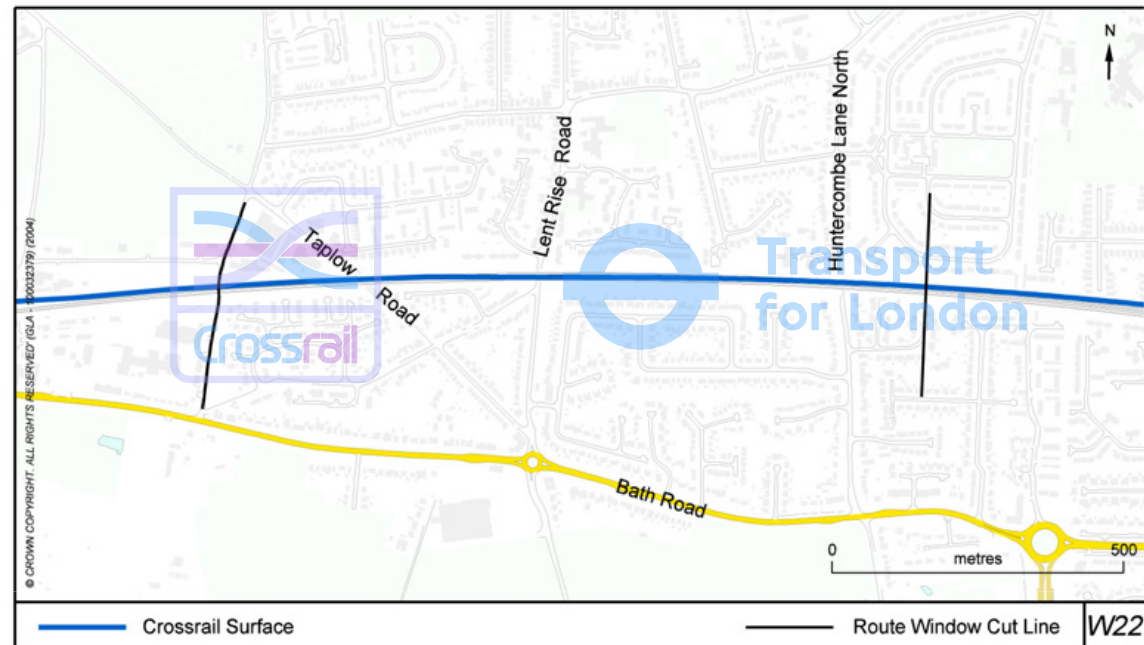 N
Huntercombe Lane North
Lent Rise Road
Taplow Road
Crossrail
Transport
for London
Bath Road
© CROWN COPYRIGHT. ALL RIGHTS RESERVED' (GLA - 100032379) (2004)
0
500
metres
Crossrail Surface
Route Window Cut Line
W22